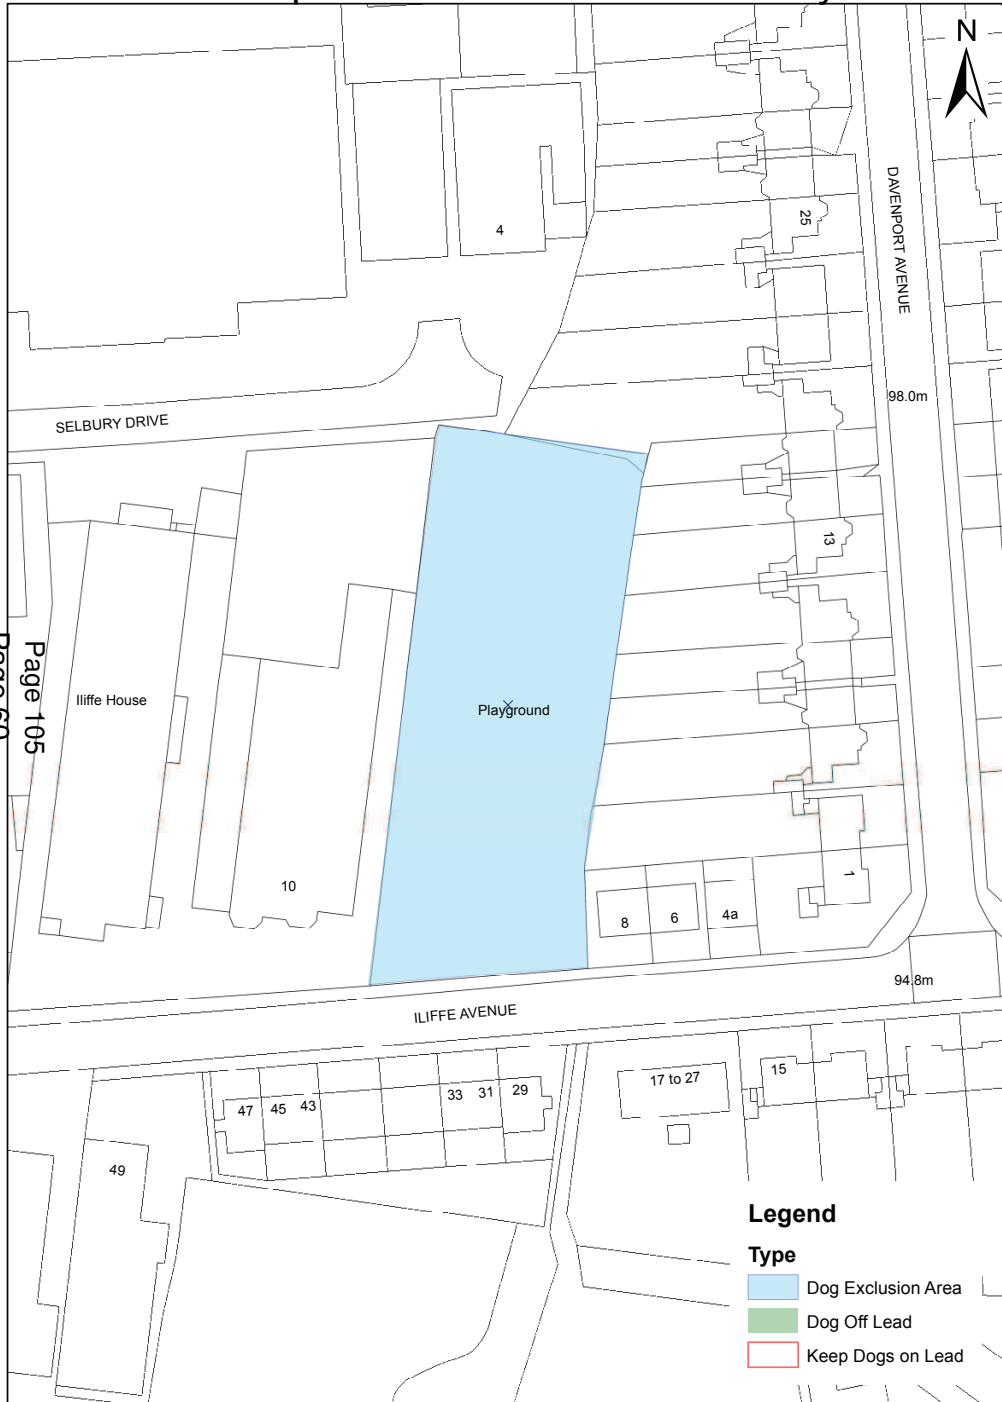 N
DAVENPORT AVENUE
25
4
98.0m
SELBURY DRIVE
13
Page 105
Iliffe House
Playground
10
8
6
4a
1
94.8m
ILIFFE AVENUE
47
45
43
33
31
29
17 to 27
15
49
Legend
Type
Dog Exclusion Area
Dog Off Lead
Keep Dogs on Lead